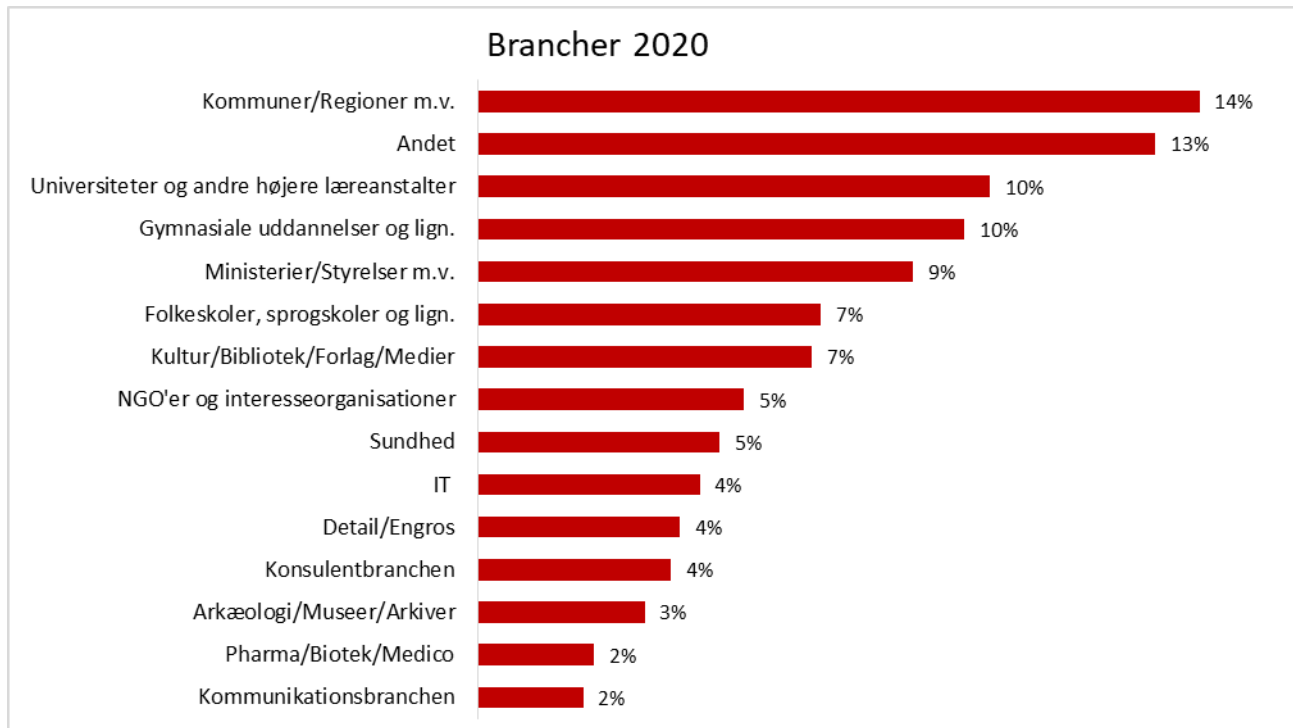 Brancher 2020
Kommuner/Regioner m.v. 14%
Andet 13%
Universiteter og andre højere læreanstalter 10%
Gymnasiale uddannelser og lign. 10%
Ministerier/Styrelser m.v. 9%
Folkeskoler, sprogskoler og lign. 7%
Kultur/Bibliotek/Forlag/Medier 7%
NGO'er og interesseorganisationer 5%
Sundhed 5%
IT 4%
Detail/Engros 4%
Konsulentbranchen 4%
Arkæologi/Museer/Arkiver 3%
Pharma/Biotek/Medico 2%
Kommunikationsbranchen 2%